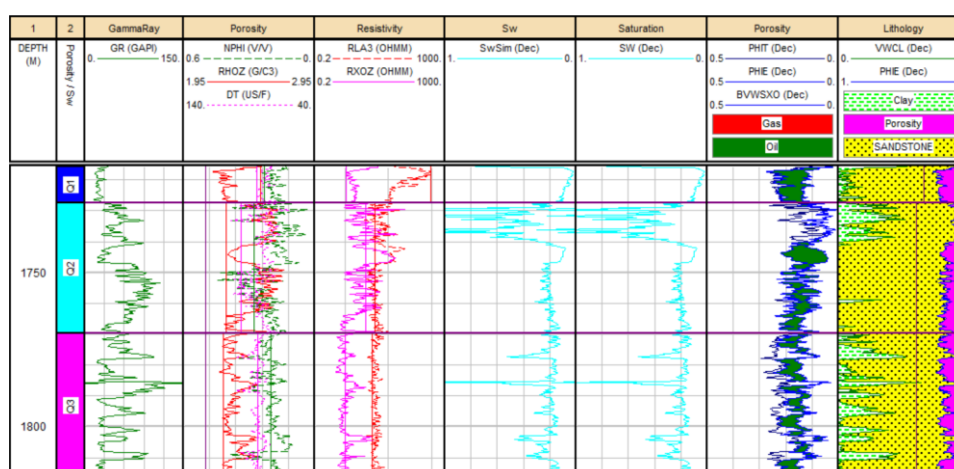 1 2 GammaRay Porosity Resistivity Sw Saturation Porosity Lithology
DEPTH (M) Porosity / Sw GR (GAPI) NPHI (V/V) RLA3 (OHMM) SwSim (Dec) SW (Dec) PHIT (Dec) VWCL (Dec)
0. 150. 0.6 0. 0.2 1000. 1. 0. 1. 0. 0.5 0. 0. 1.
RHOZ (G/C3) RXOZ (OHMM) PHIE (Dec) PHIE (Dec)
1.95 2.95 0.2 1000. 0.5 0. 1. 0.
DT (US/F) BVWSXO (Dec) Clay
140. 40. 0.5 0.
Gas Porosity
Oil SANDSTONE
Q1
1750 Q2
1800 Q3